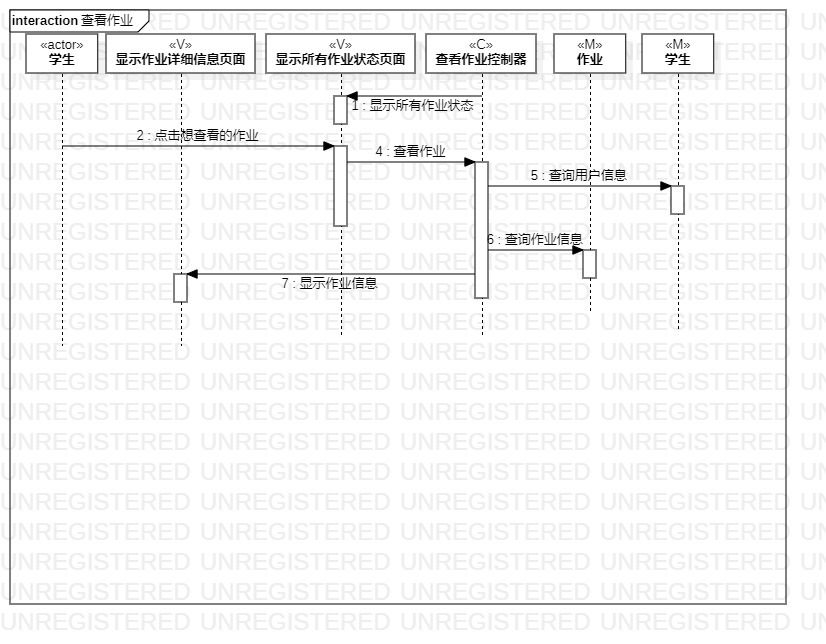 interaction 查看作业
«actor»
学生
«V»
显示作业详细信息页面
«V»
显示所有作业状态页面
«C»
查看作业控制器
«M»
作业
«M»
学生
1 : 显示所有作业状态
2 : 点击想查看的作业
4 : 查看作业
5 : 查询用户信息
6 : 查询作业信息
7 : 显示作业信息
UNREGISTERED